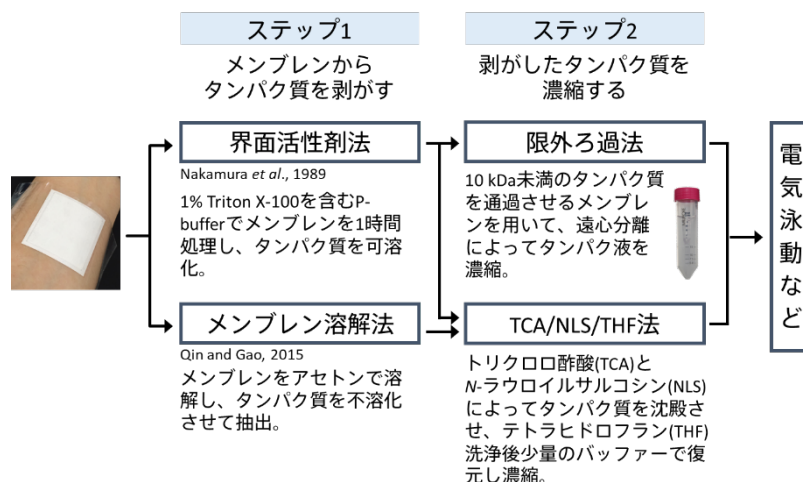 ステップ1
メンブレンから
タンパク質を剥がす
界面活性剤法
Nakamura et al., 1989
1% Triton X-100を含むP-
bufferでメンブレンを1時間
処理し、タンパク質を可溶
化。
メンブレン溶解法
Qin and Gao, 2015
メンブレンをアセトンで溶
解し、タンパク質を不溶化
させて抽出。
ステップ2
剥がしたタンパク質を
濃縮する
限外ろ過法
10 kDa未満のタンパク質
を通過させるメンブレ
ンを用いて、遠心分離
によってタンパク液を
濃縮。
TCA/NLS/THF法
トリクロロ酢酸(TCA)と
N-ラウロイルサルコシン(NLS)
によってタンパク質を沈殿さ
せ、テトラヒドロフラン(THF)
洗浄後少量のバッファーで復
元し濃縮。
電気泳動など